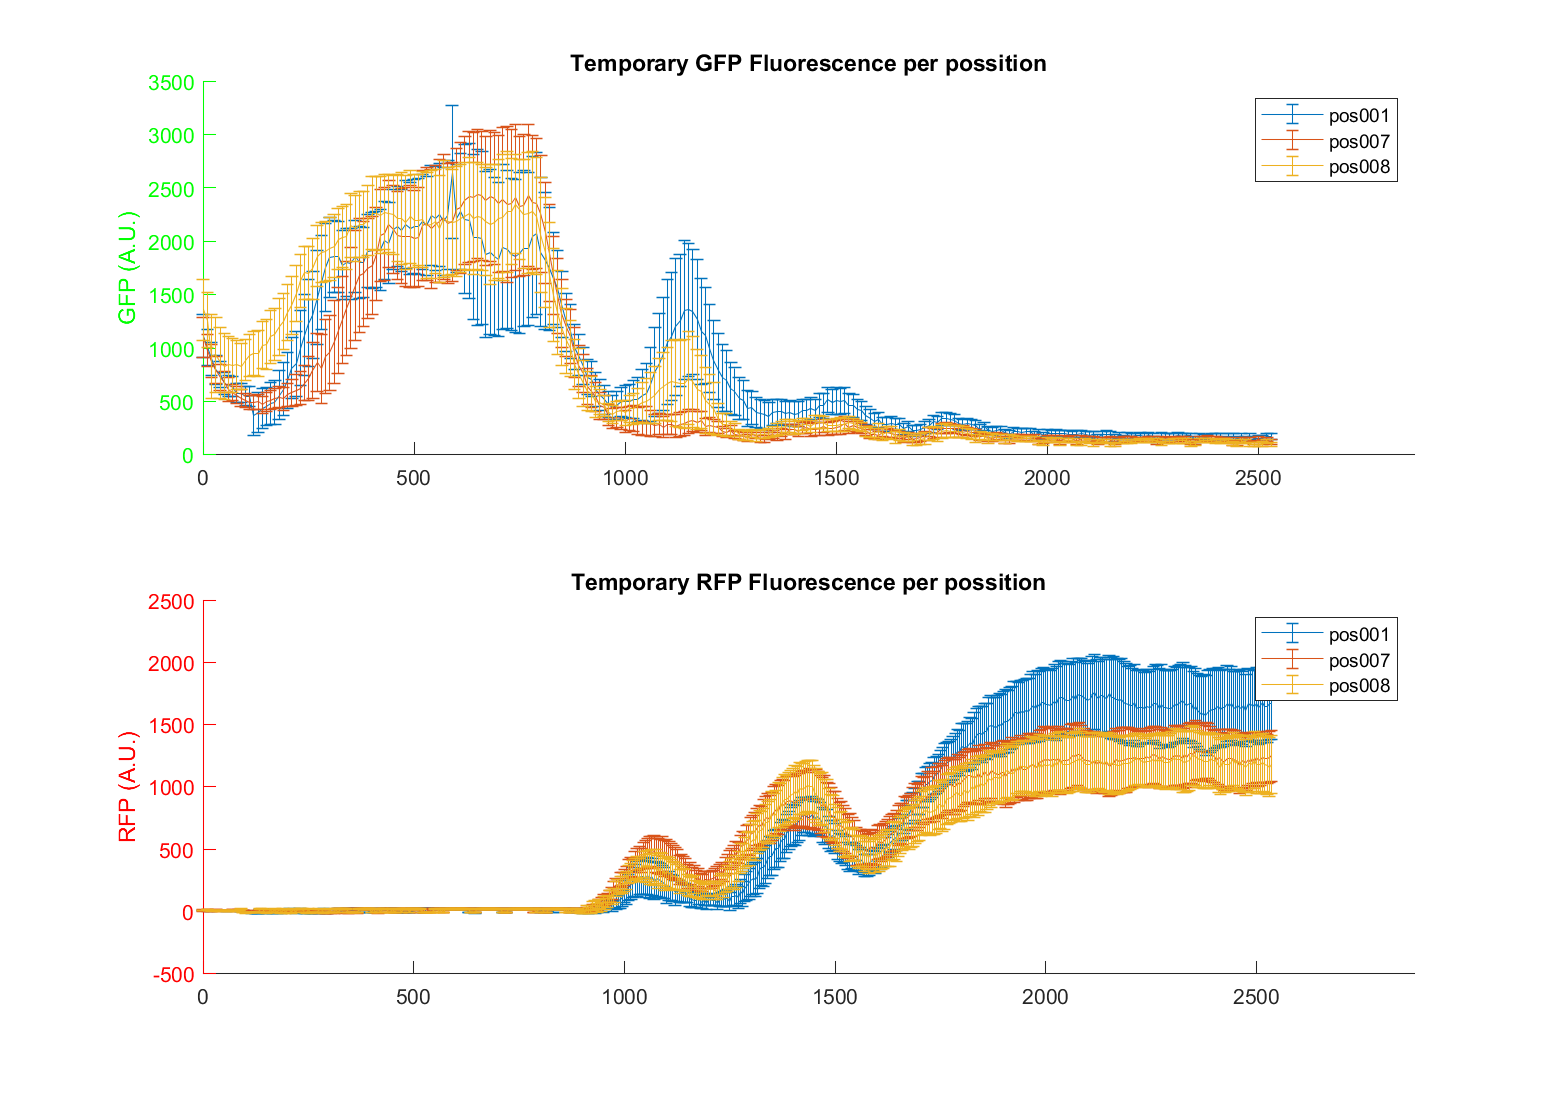 Temporary GFP Fluorescence per possition
3500
3000
2500
2000
1500
1000
500
0
GFP (A.U.)
pos001
pos007
pos008
0 500 1000 1500 2000 2500
Temporary RFP Fluorescence per possition
2500
2000
1500
1000
500
0
-500
RFP (A.U.)
pos001
pos007
pos008
0 500 1000 1500 2000 2500